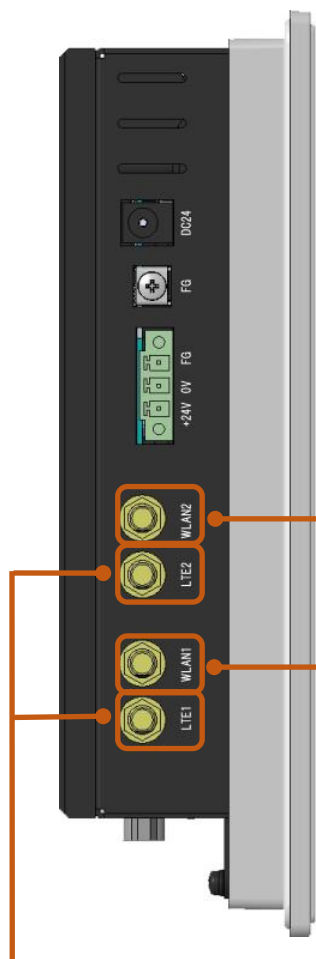 DC24
FG
+24V 0V FG
WLAN2
LTE2
WLAN1
LTE1